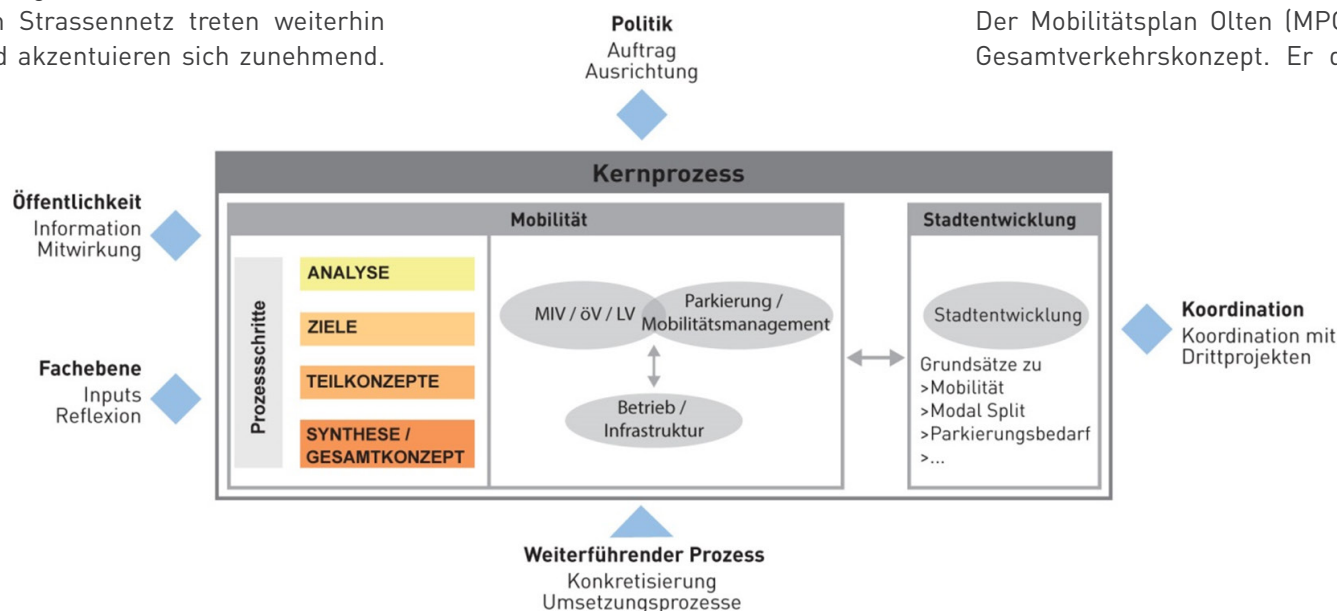 n Strassennetz treten weiterhin
d akzentuieren sich zunehmend.
Der Mobilitätsplan Olten (MPO
Gesamtverkehrskonzept. Er d
Politik
Auftrag
Ausrichtung
Öffentlichkeit
Information
Mitwirkung
Fachebene
Inputs
Reflexion
Kernprozess
Mobilität
Prozessschritte
ANALYSE
ZIELE
TEILKONZEPTE
SYNTHESE /
GESAMTKONZEPT
MIV / öV / LV
Parkierung /
Mobilitätsmanagement
Betrieb /
Infrastruktur
Stadtentwicklung
Stadtentwicklung
Grundsätze zu
>Mobilität
>Modal Split
>Parkierungsbedarf
>...
Koordination
Koordination mit
Drittprojekten
Weiterführender Prozess
Konkretisierung
Umsetzungsprozesse